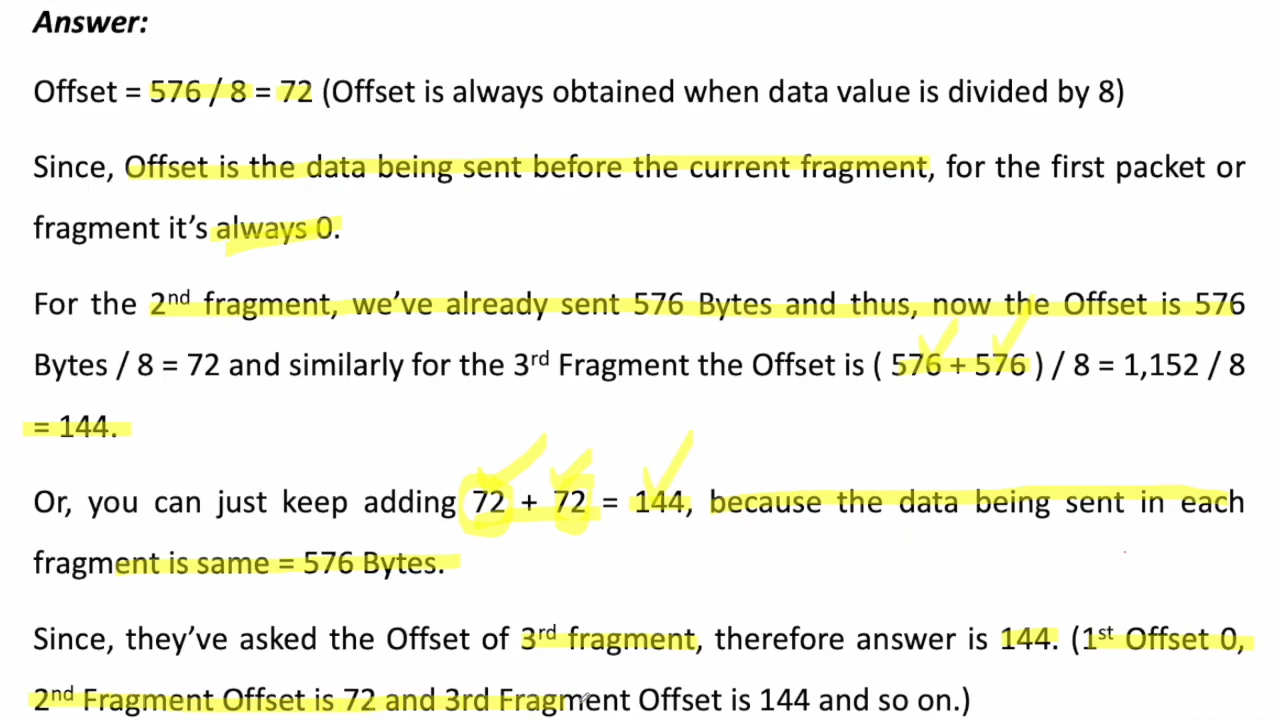 Answer:
Offset = 576 / 8 = 72 (Offset is always obtained when data value is divided by 8)
Since, Offset is the data being sent before the current fragment, for the first packet or
fragment it’s always 0.
For the 2nd fragment, we’ve already sent 576 Bytes and thus, now the Offset is 576
Bytes / 8 = 72 and similarly for the 3rd Fragment the Offset is ( 576 + 576 ) / 8 = 1,152 / 8
= 144.
Or, you can just keep adding 72 + 72 = 144, because the data being sent in each
fragment is same = 576 Bytes.
Since, they’ve asked the Offset of 3rd fragment, therefore answer is 144. (1st Offset 0,
2nd Fragment Offset is 72 and 3rd Fragment Offset is 144 and so on.)